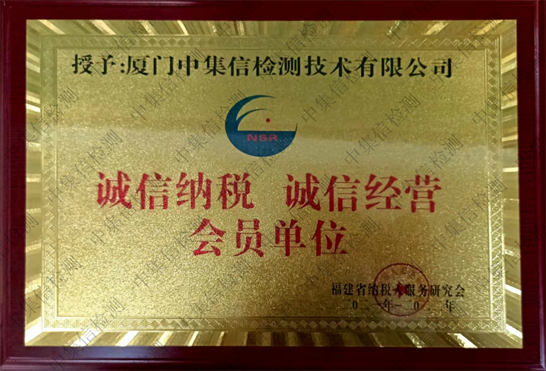 授予:厦门中集信检测技术有限公司
NSR
诚信纳税 诚信经营
会员单位
福建省纳税人服务研究会